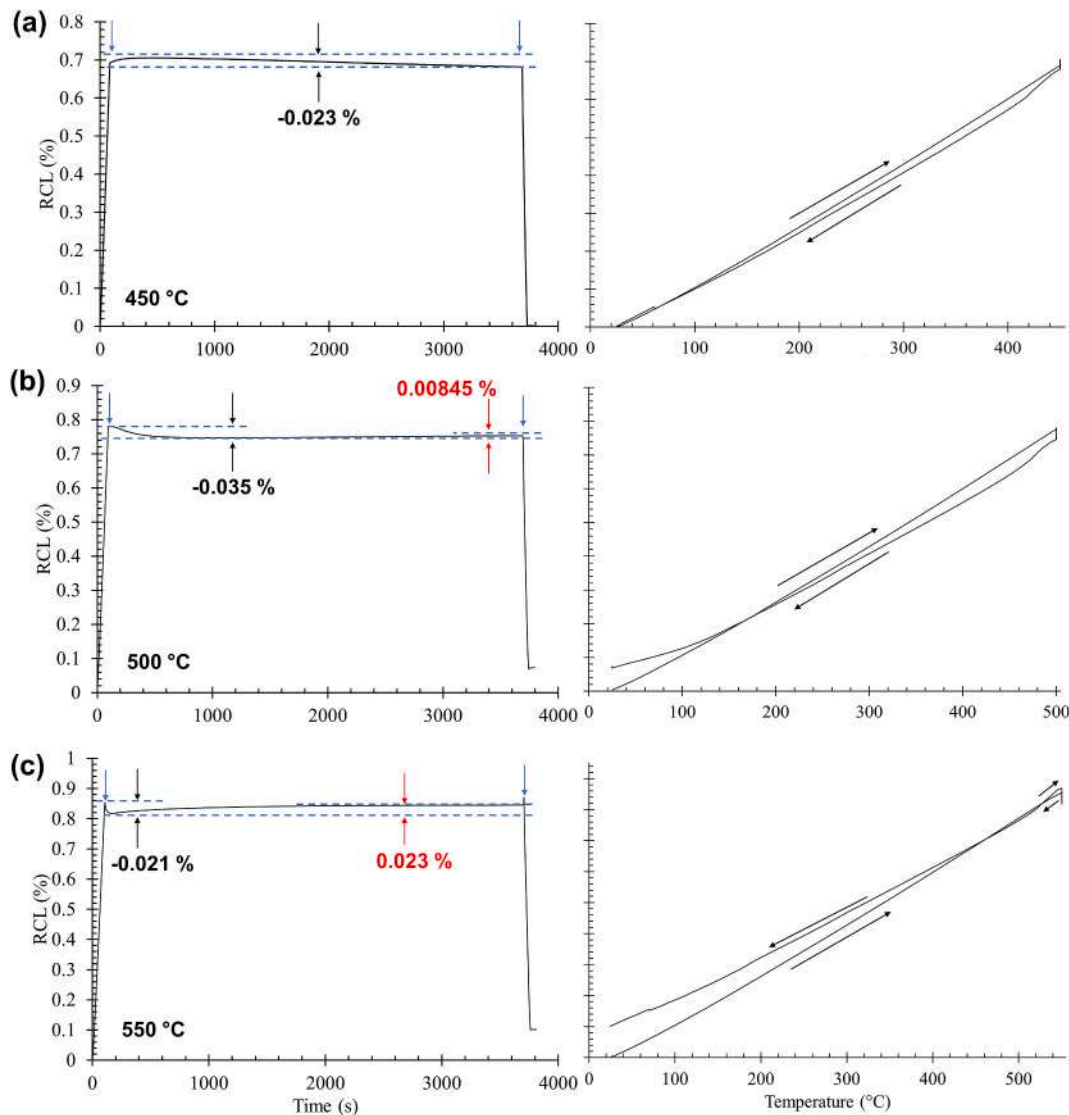 (a)
0.8
0.7
0.6
0.5
0.4
0.3
0.2
0.1
0
RCL (%)
-0.023 %
450 °C
0 1000 2000 3000 4000
0 100 200 300 400
(b)
0.9
0.8
0.7
0.6
0.5
0.4
0.3
0.2
0.1
0
RCL (%)
0.00845 %
-0.035 %
500 °C
0 1000 2000 3000 4000
0 100 200 300 400 500
(c)
1
0.9
0.8
0.7
0.6
0.5
0.4
0.3
0.2
0.1
0
RCL (%)
-0.021 %
0.023 %
550 °C
0 1000 2000 3000 4000
Time (s)
0 100 200 300 400 500
Temperature (°C)